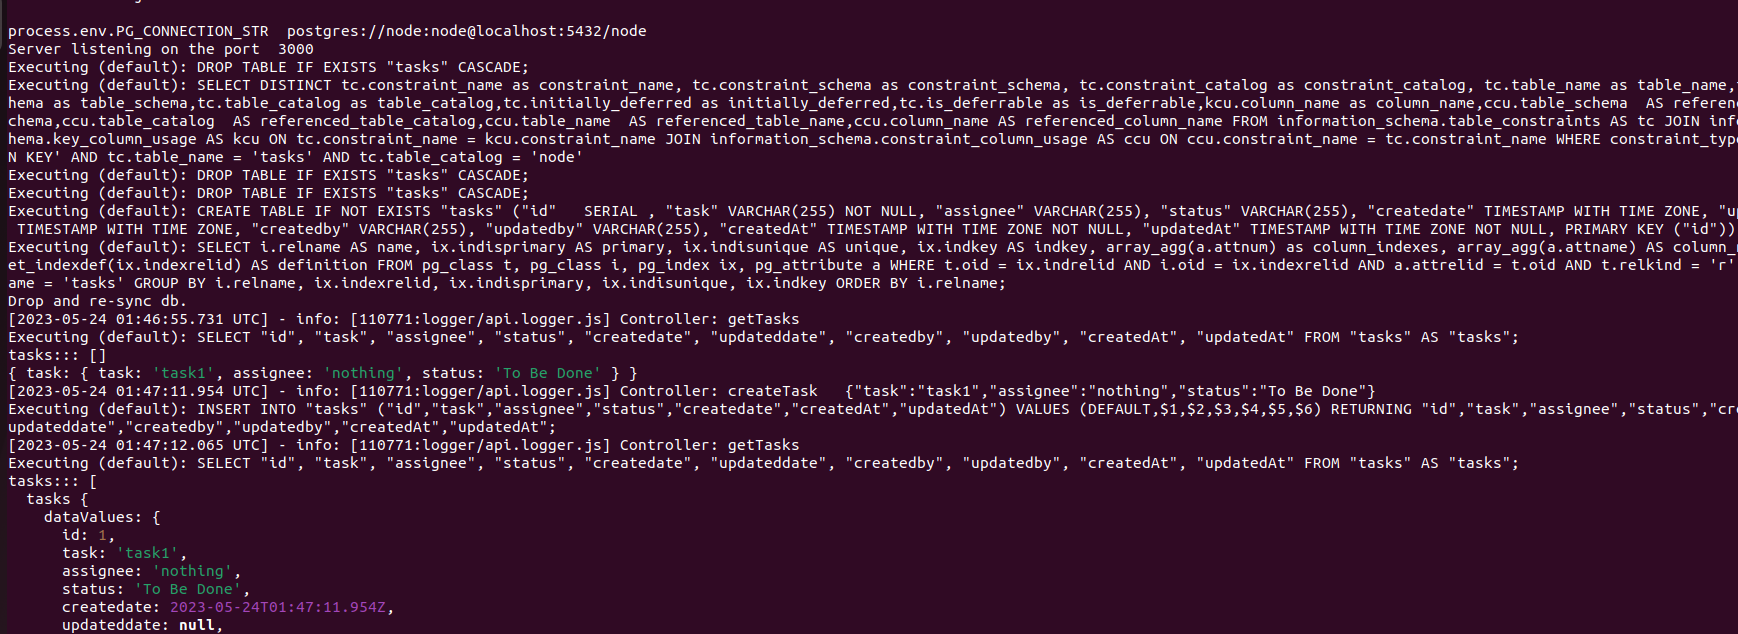 process.env.PG_CONNECTION_STR  postgres://node:node@localhost:5432/node
Server listening on the port  3000
Executing (default): DROP TABLE IF EXISTS "tasks" CASCADE;
Executing (default): SELECT DISTINCT tc.constraint_name as constraint_name, tc.constraint_schema as constraint_schema, tc.constraint_catalog as constraint_catalog, tc.table_name as table_name,
hema as table_schema,tc.table_catalog as table_catalog,tc.initially_deferred as initially_deferred,tc.is_deferrable as is_deferrable,kcu.column_name as column_name,ccu.table_schema  AS referen
chema,ccu.table_catalog  AS referenced_table_catalog,ccu.table_name  AS referenced_table_name,ccu.column_name AS referenced_column_name FROM information_schema.table_constraints AS tc JOIN inf
hema.key_column_usage AS kcu ON tc.constraint_name = kcu.constraint_name JOIN information_schema.constraint_column_usage AS ccu ON ccu.constraint_name = tc.constraint_name WHERE constraint_typ
N KEY' AND tc.table_name = 'tasks' AND tc.table_catalog = 'node'
Executing (default): DROP TABLE IF EXISTS "tasks" CASCADE;
Executing (default): DROP TABLE IF EXISTS "tasks" CASCADE;
Executing (default): CREATE TABLE IF NOT EXISTS "tasks" ("id"   SERIAL , "task" VARCHAR(255) NOT NULL, "assignee" VARCHAR(255), "status" VARCHAR(255), "createdate" TIMESTAMP WITH TIME ZONE, "u
 TIMESTAMP WITH TIME ZONE, "createdby" VARCHAR(255), "updatedby" VARCHAR(255), "createdAt" TIMESTAMP WITH TIME ZONE NOT NULL, "updatedAt" TIMESTAMP WITH TIME ZONE NOT NULL, PRIMARY KEY ("id"))
Executing (default): SELECT i.relname AS name, ix.indisprimary AS primary, ix.indisunique AS unique, ix.indkey AS indkey, array_agg(a.attnum) as column_indexes, array_agg(a.attname) AS column_
et_indexdef(ix.indexrelid) AS definition FROM pg_class t, pg_class i, pg_index ix, pg_attribute a WHERE t.oid = ix.indrelid AND i.oid = ix.indexrelid AND a.attrelid = t.oid AND t.relkind = 'r'
ame = 'tasks' GROUP BY i.relname, ix.indexrelid, ix.indisprimary, ix.indisunique, ix.indkey ORDER BY i.relname;
Drop and re-sync db.
[2023-05-24 01:46:55.731 UTC] - info: [110771:logger/api.logger.js] Controller: getTasks
Executing (default): SELECT "id", "task", "assignee", "status", "createdate", "updateddate", "createdby", "updatedby", "createdAt", "updatedAt" FROM "tasks" AS "tasks";
tasks::: []
{ task: { task: 'task1', assignee: 'nothing', status: 'To Be Done' } }
[2023-05-24 01:47:11.954 UTC] - info: [110771:logger/api.logger.js] Controller: createTask   {"task":"task1","assignee":"nothing","status":"To Be Done"}
Executing (default): INSERT INTO "tasks" ("id","task","assignee","status","createdate","createdAt","updatedAt") VALUES (DEFAULT,$1,$2,$3,$4,$5,$6) RETURNING "id","task","assignee","status","cr
updateddate","createdby","updatedby","createdAt","updatedAt";
[2023-05-24 01:47:12.065 UTC] - info: [110771:logger/api.logger.js] Controller: getTasks
Executing (default): SELECT "id", "task", "assignee", "status", "createdate", "updateddate", "createdby", "updatedby", "createdAt", "updatedAt" FROM "tasks" AS "tasks";
tasks::: [
  tasks {
    dataValues: {
      id: 1,
      task: 'task1',
      assignee: 'nothing',
      status: 'To Be Done',
      createdate: 2023-05-24T01:47:11.954Z,
      updateddate: null,